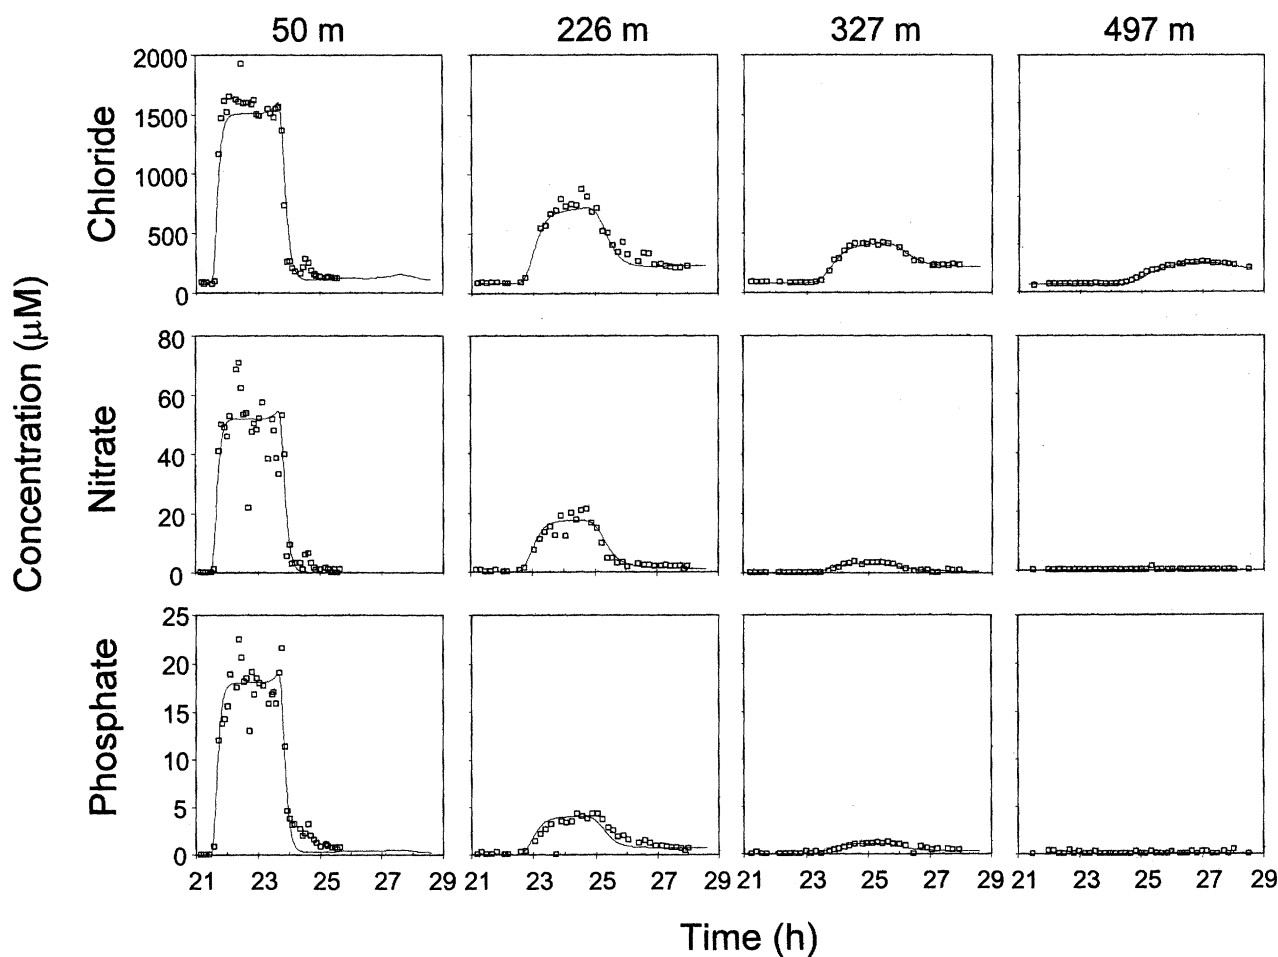 50 m 226 m 327 m 497 m
Chloride
2000
1500
1000
500
0
Concentration (μM)
Nitrate
80
60
40
20
0
Phosphate
25
20
15
10
5
0
21 23 25 27 29 21 23 25 27 29 21 23 25 27 29 21 23 25 27 29
Time (h)